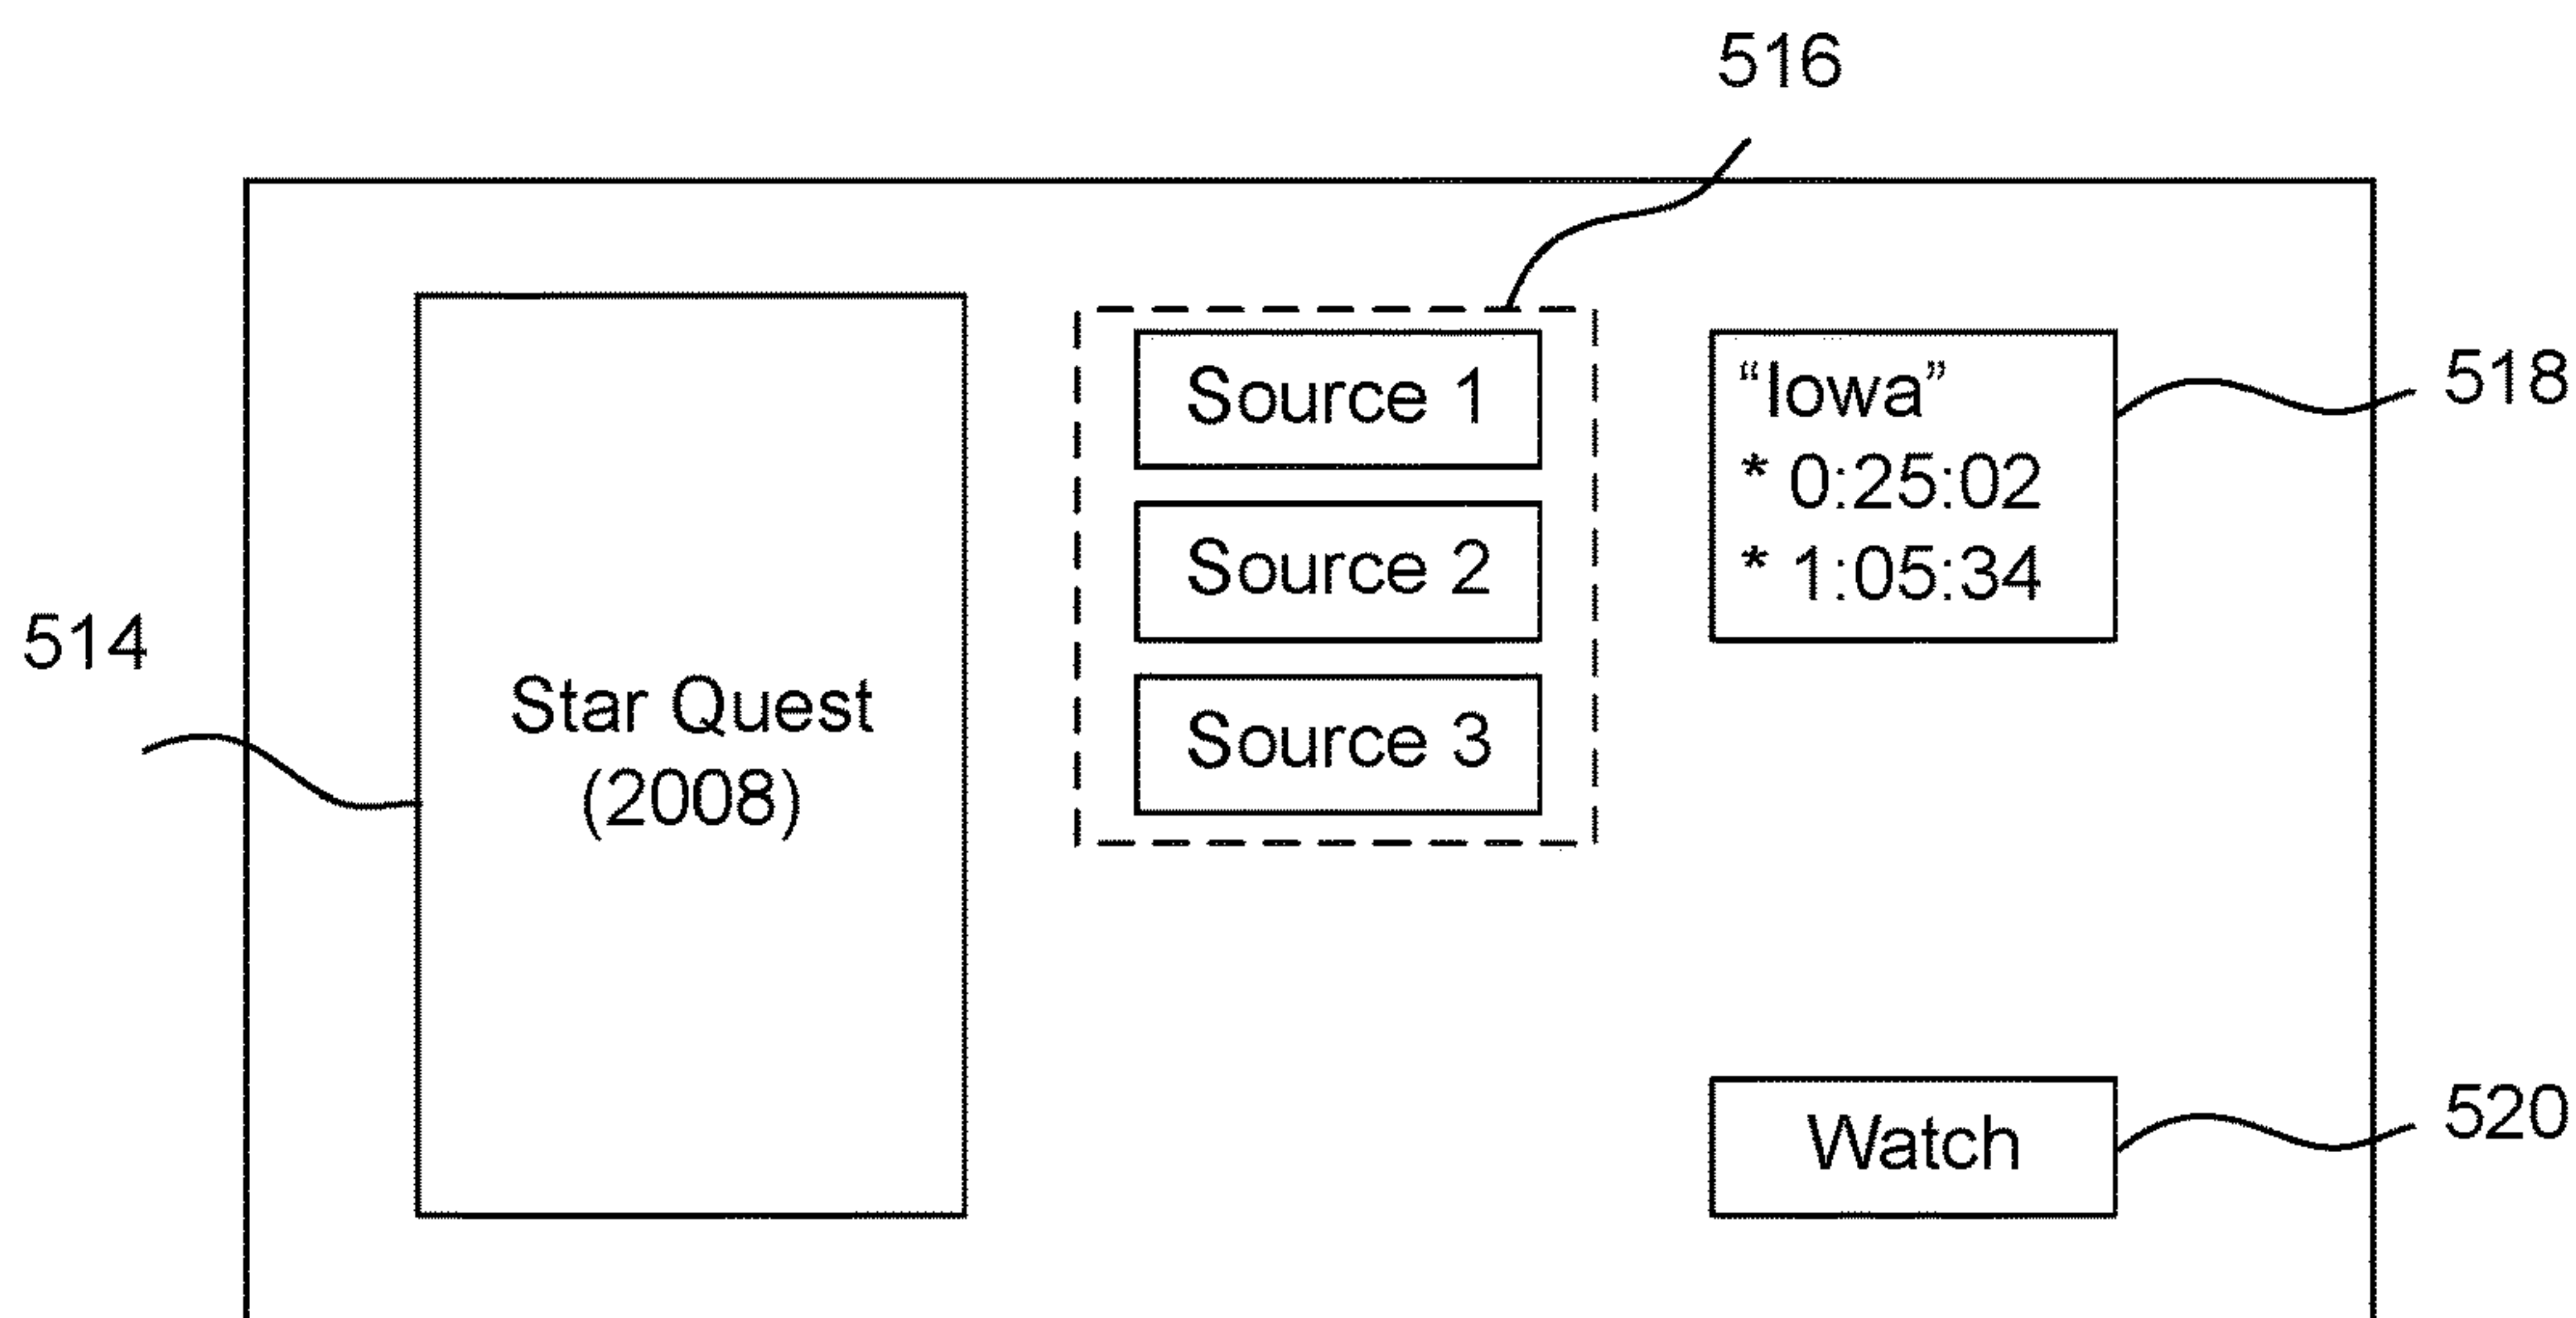 516
514
Star Quest
(2008)
Source 1
Source 2
Source 3
“Iowa”
* 0:25:02
* 1:05:34
518
Watch
520